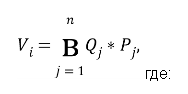 n
V_i = B Q_j * P_j,
j = 1
где: